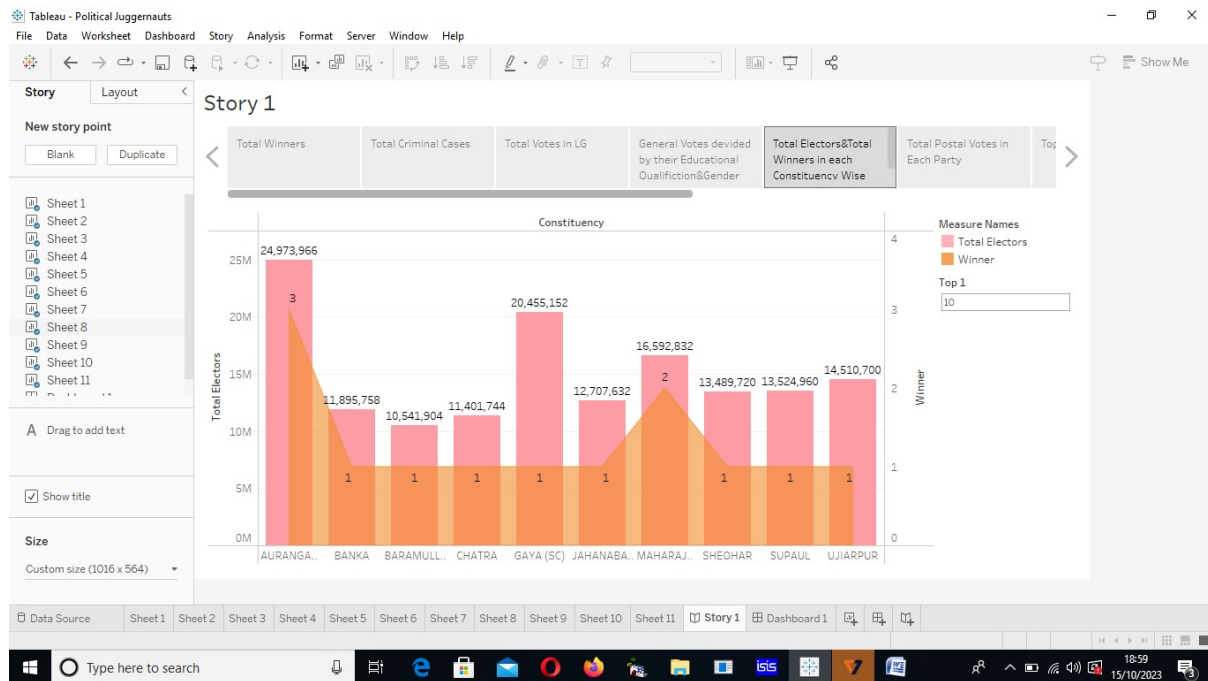 Tableau - Political Juggernauts
File Data Worksheet Dashboard Story Analysis Format Server Window Help
Show Me
Story Layout
New story point
Blank Duplicate
Sheet 1
Sheet 2
Sheet 3
Sheet 4
Sheet 5
Sheet 6
Sheet 7
Sheet 8
Sheet 9
Sheet 10
Sheet 11
A Drag to add text
Show title
Size
Custom size (1016 x 564)
Story 1
Total Winners
Total Criminal Cases
Total Votes in LG
General Votes devided
by their Educational
Qualifiction&Gender
Total Electors&Total
Winners in each
Constituency Wise
Total Postal Votes in
Each Party
Top
Constituency
Total Electors
25M
20M
15M
10M
5M
0M
24,973,966
11,895,758
10,541,904
11,401,744
20,455,152
12,707,632
16,592,832
13,489,720
13,524,960
14,510,700
3
1
1
1
1
1
2
1
1
1
AURANGA..
BANKA
BARAMULL..
CHATRA
GAYA (SC)
JAHANABA..
MAHARAJ..
SHEOHAR
SUPAUL
UJIARPUR
4
3
2
1
0
Winner
Measure Names
Total Electors
Winner
Top 1
10
Data Source Sheet 1 Sheet 2 Sheet 3 Sheet 4 Sheet 5 Sheet 6 Sheet 7 Sheet 8 Sheet 9 Sheet 10 Sheet 11 Story 1 Dashboard 1
Type here to search
isis
18:59
15/10/2023
3